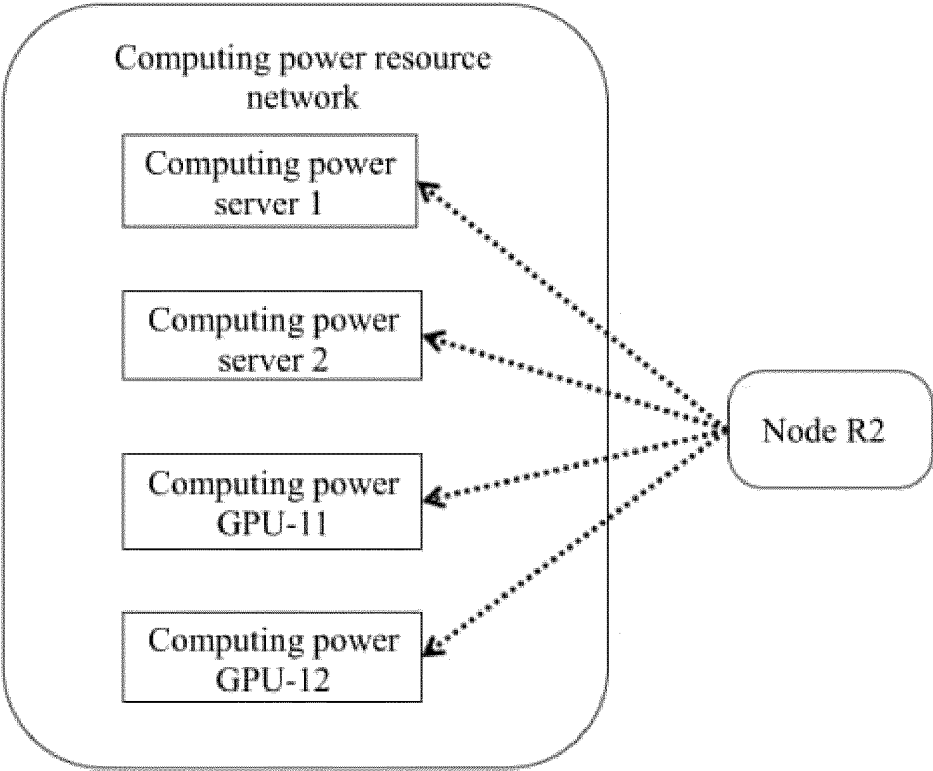 Computing power resource
network
Computing power
server 1
Computing power
server 2
Computing power
GPU-11
Computing power
GPU-12
Node R2